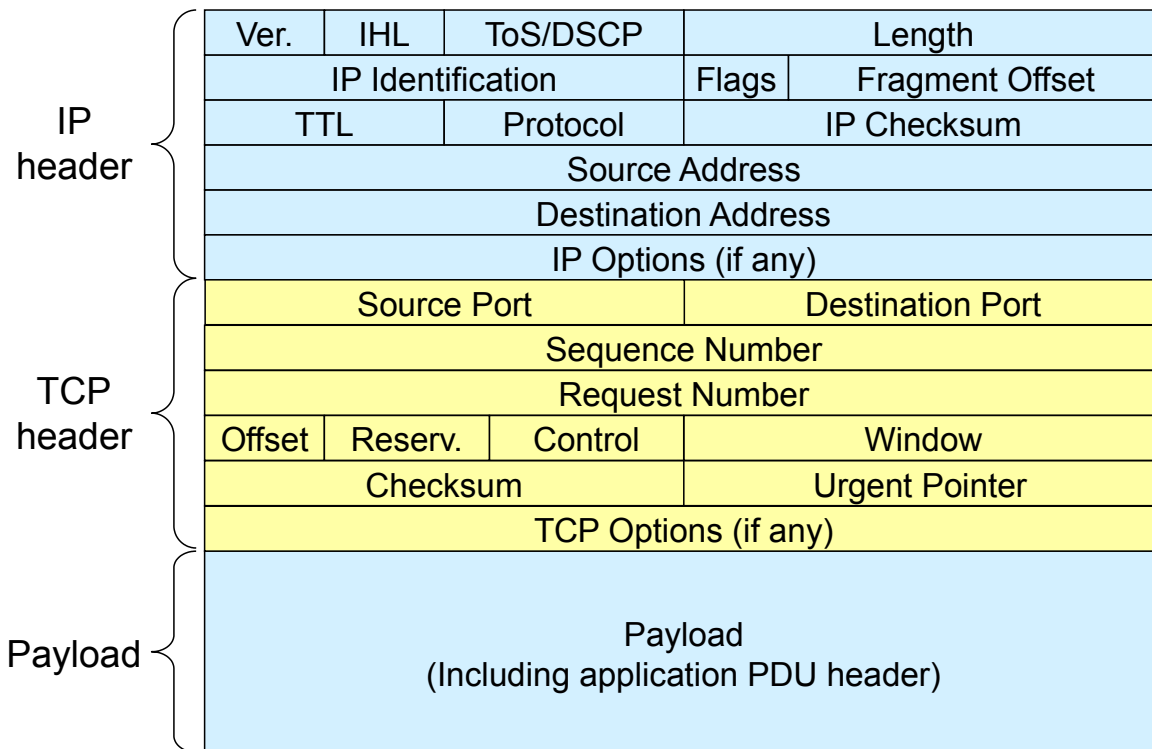 Ver. IHL ToS/DSCP Length
IP Identification Flags Fragment Offset
TTL Protocol IP Checksum
IP
header
Source Address
Destination Address
IP Options (if any)
Source Port Destination Port
Sequence Number
Request Number
TCP
header
Offset Reserv. Control Window
Checksum Urgent Pointer
TCP Options (if any)
Payload
Payload
(Including application PDU header)